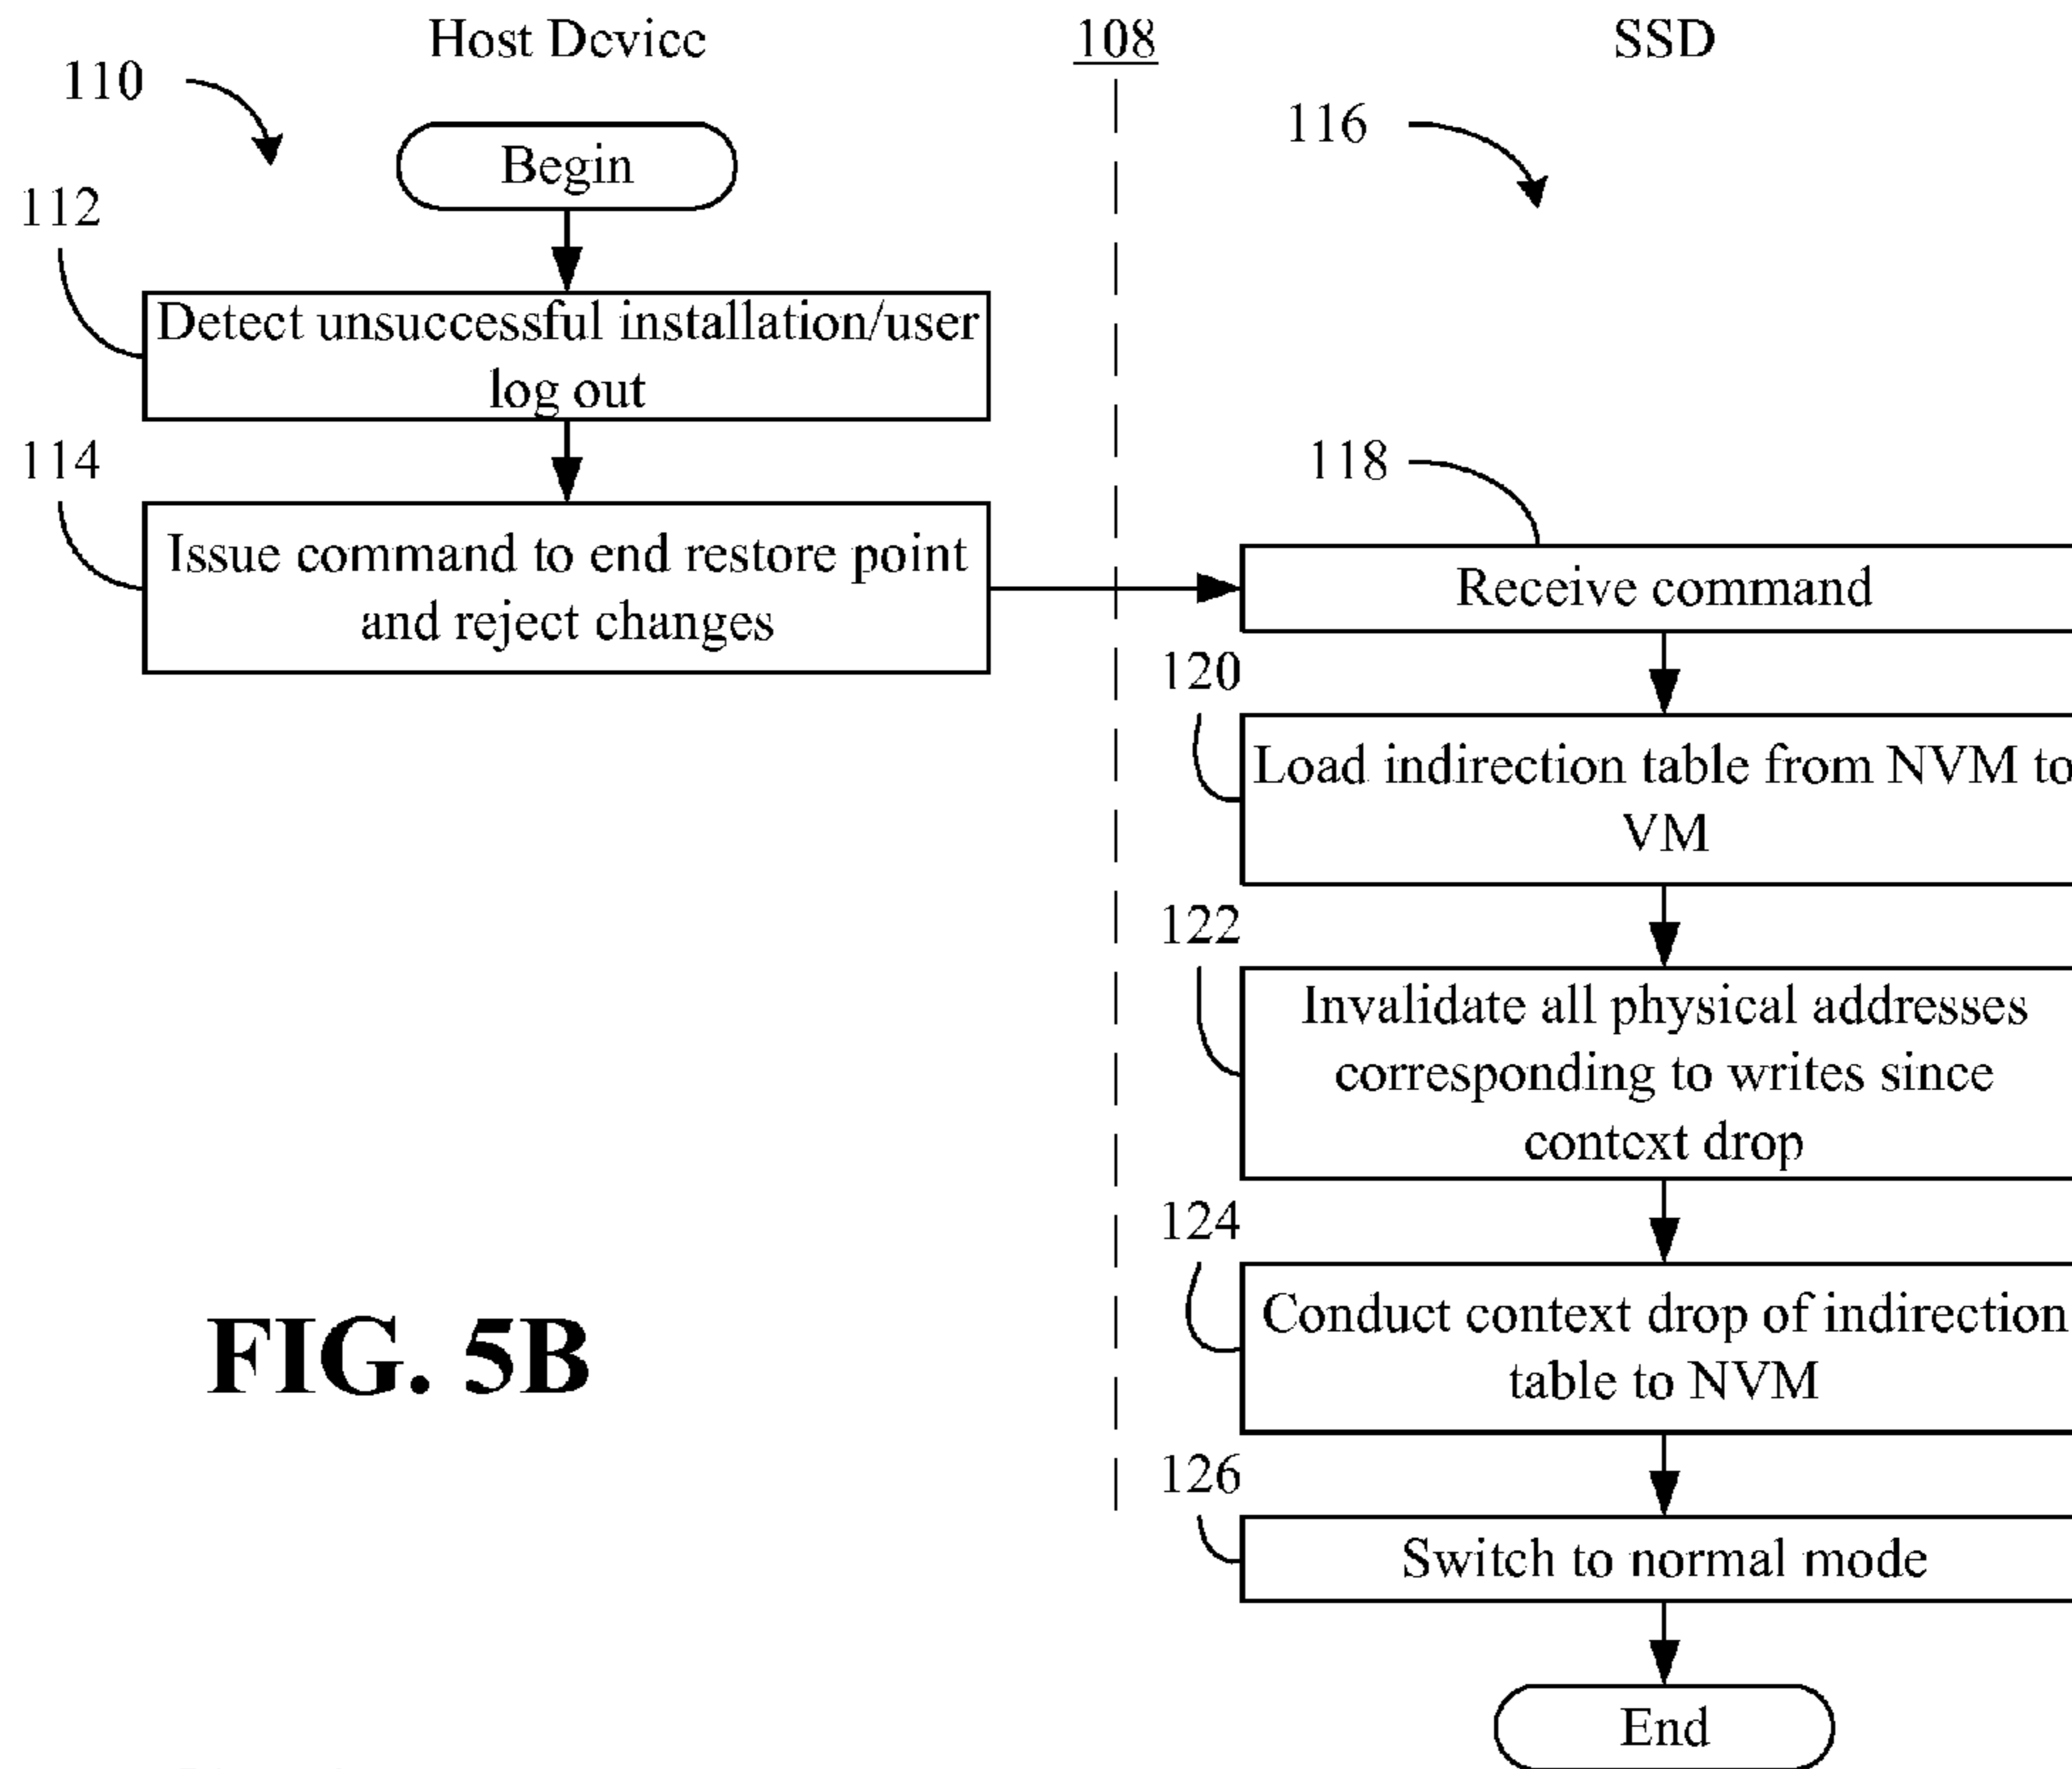 Host Device
108
SSD
110
116
Begin
112
Detect unsuccessful installation/user
log out
114
Issue command to end restore point
and reject changes
118
Receive command
120
Load indirection table from NVM to
VM
122
Invalidate all physical addresses
corresponding to writes since
context drop
124
Conduct context drop of indirection
table to NVM
126
Switch to normal mode
End
FIG. 5B